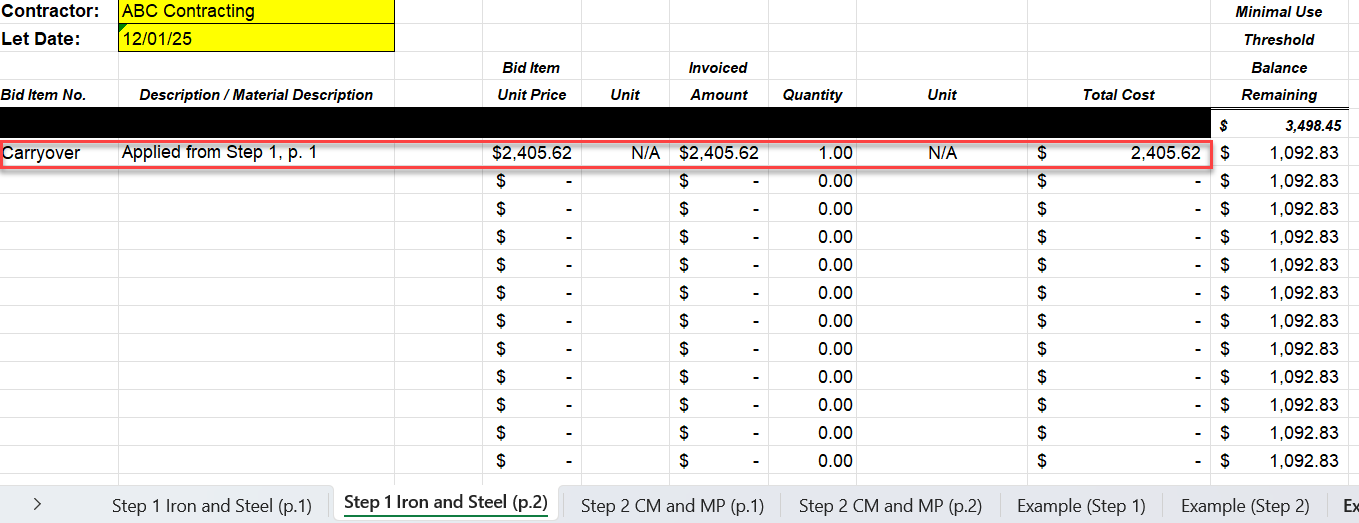 Contractor: ABC Contracting Minimal Use
Let Date: 12/01/25 Threshold
Bid Item Invoiced Balance
Bid Item No. Description / Material Description Unit Price Unit Amount Quantity Unit Total Cost Remaining
$ 3,498.45
Carryover Applied from Step 1, p. 1 $2,405.62 N/A $2,405.62 1.00 N/A $ 2,405.62 $ 1,092.83
$ - $ - 0.00 $ - $ 1,092.83
$ - $ - 0.00 $ - $ 1,092.83
$ - $ - 0.00 $ - $ 1,092.83
$ - $ - 0.00 $ - $ 1,092.83
$ - $ - 0.00 $ - $ 1,092.83
$ - $ - 0.00 $ - $ 1,092.83
$ - $ - 0.00 $ - $ 1,092.83
$ - $ - 0.00 $ - $ 1,092.83
$ - $ - 0.00 $ - $ 1,092.83
$ - $ - 0.00 $ - $ 1,092.83
$ - $ - 0.00 $ - $ 1,092.83
Step 1 Iron and Steel (p.1) Step 1 Iron and Steel (p.2) Step 2 CM and MP (p.1) Step 2 CM and MP (p.2) Example (Step 1) Example (Step 2) Ex